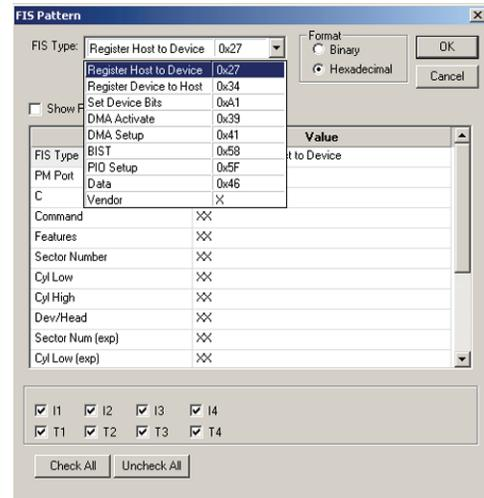 FIS Pattern
FIS Type: Register Host to Device 0x27
Format
Binary
Hexadecimal
OK
Cancel
Register Host to Device 0x27
Register Device to Host 0x34
Set Device Bits 0xA1
DMA Activate 0x39
DMA Setup 0x41
BIST 0x58
PIO Setup 0x5F
Data 0x46
Vendor X
Show
Value
FIS Type t to Device
PM Port
C
Command XX
Features XX
Sector Number XX
Cyl Low XX
Cyl High XX
Dev/Head XX
Sector Num (exp) XX
Cyl Low (exp) XX
I1 I2 I3 I4
T1 T2 T3 T4
Check All Uncheck All